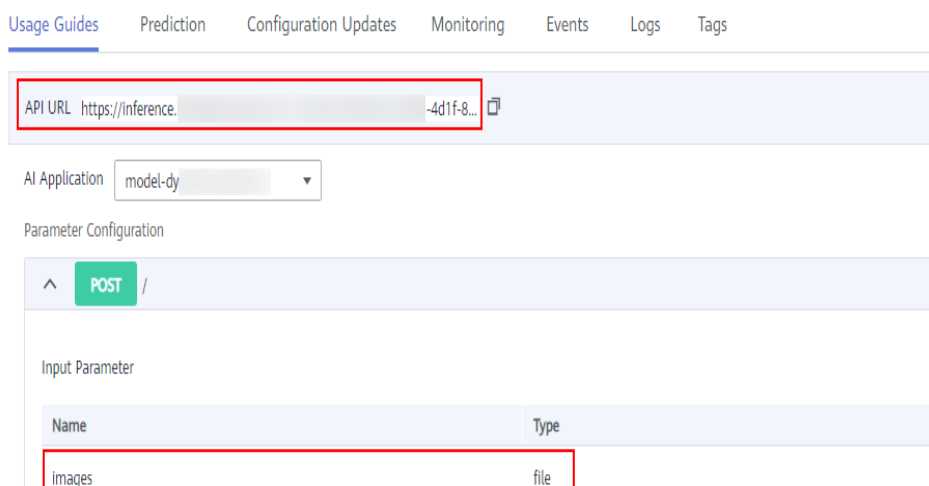 Usage Guides Prediction Configuration Updates Monitoring Events Logs Tags
API URL https://inference. -4d1f-8...
AI Application model-dy
Parameter Configuration
POST /
Input Parameter
Name Type
images file